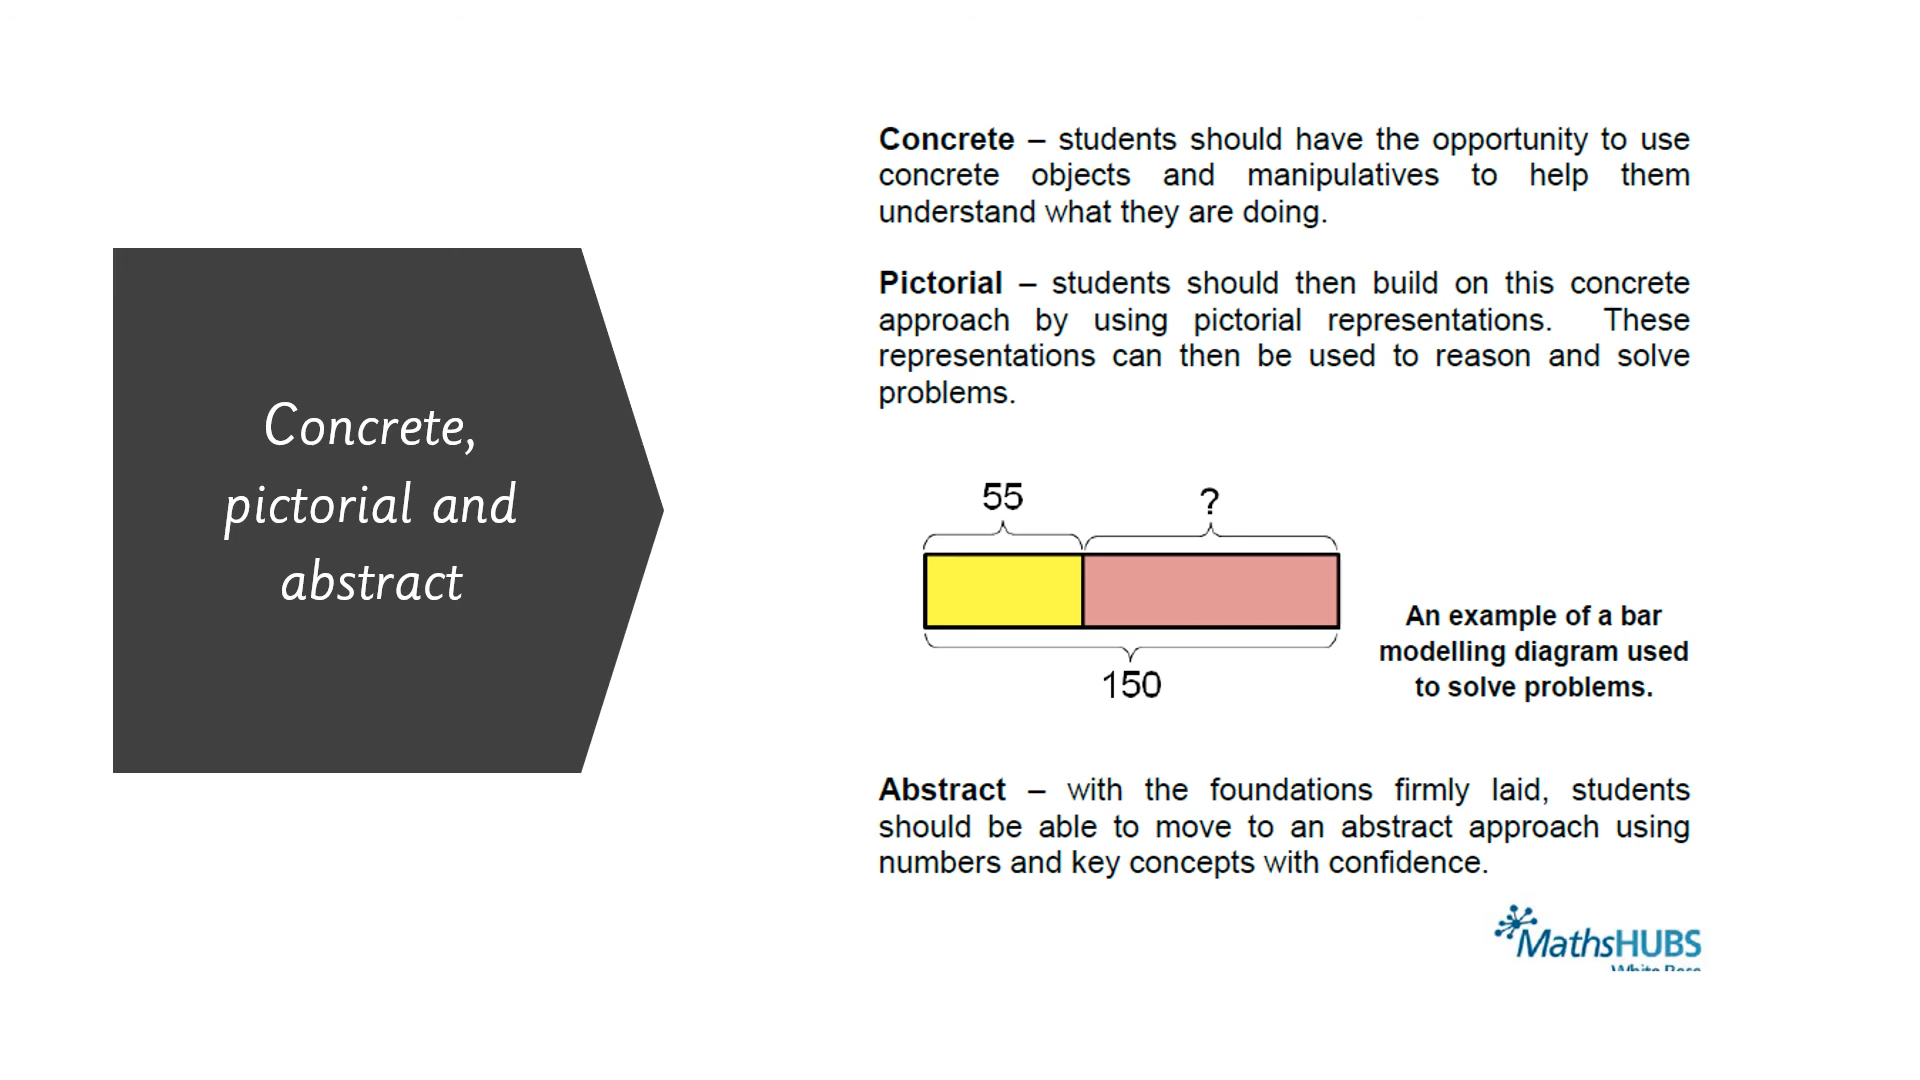 Concrete,
pictorial and
abstract
Concrete – students should have the opportunity to use
concrete objects and manipulatives to help them
understand what they are doing.
Pictorial – students should then build on this concrete
approach by using pictorial representations. These
representations can then be used to reason and solve
problems.
55
?
150
An example of a bar
modelling diagram used
to solve problems.
Abstract – with the foundations firmly laid, students
should be able to move to an abstract approach using
numbers and key concepts with confidence.
MathsHUBS
White Rose